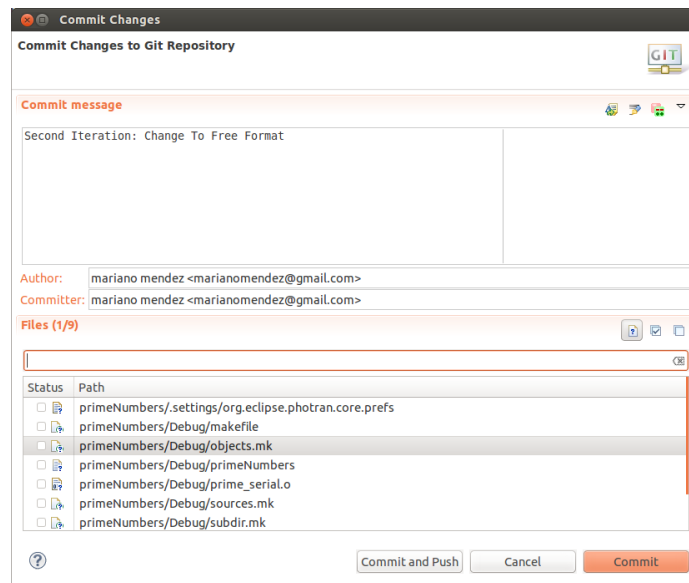 Commit Changes
Commit Changes to Git Repository
GIT
Commit message
Second Iteration: Change To Free Format
Author: mariano mendez <marianomendez@gmail.com>
Committer: mariano mendez <marianomendez@gmail.com>
Files (1/9)
Status Path
primeNumbers/.settings/org.eclipse.photran.core.prefs
primeNumbers/Debug/makefile
primeNumbers/Debug/objects.mk
primeNumbers/Debug/primeNumbers
primeNumbers/Debug/prime_serial.o
primeNumbers/Debug/sources.mk
primeNumbers/Debug/subdir.mk
Commit and Push Cancel Commit